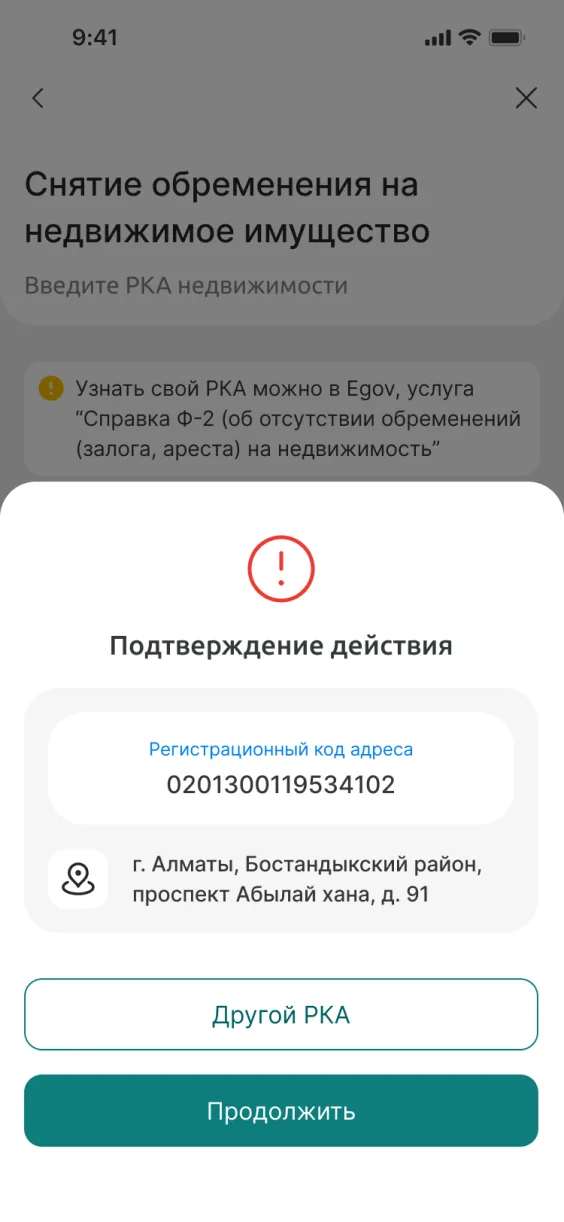 9:41
Снятие обременения на
недвижимое имущество
Введите РКА недвижимости
Узнать свой РКА можно в Egov, услуга
“Справка Ф-2 (об отсутствии обременений
(залога, ареста) на недвижимость”
Подтверждение действия
Регистрационный код адреса
0201300119534102
г. Алматы, Бостандыкский район,
проспект Абылай хана, д. 91
Другой РКА
Продолжить